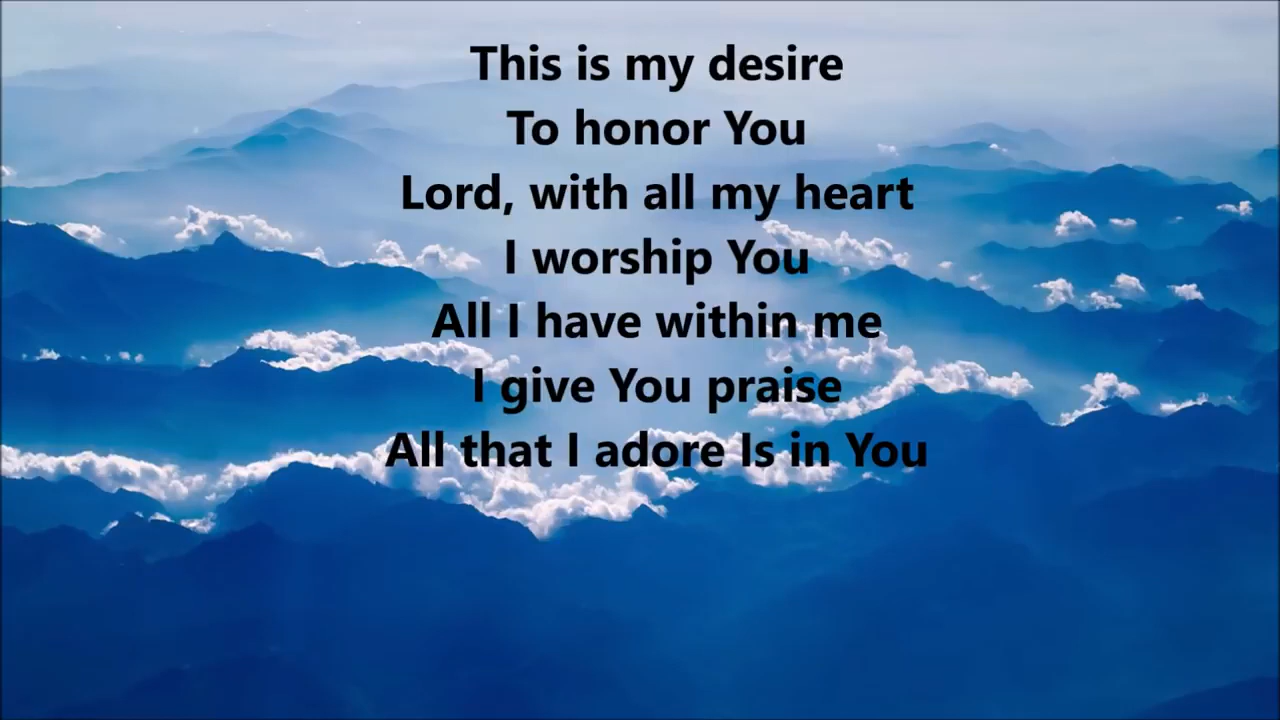 This is my desire
To honor You
Lord, with all my heart
I worship You
All I have within me
I give You praise
All that I adore Is in You